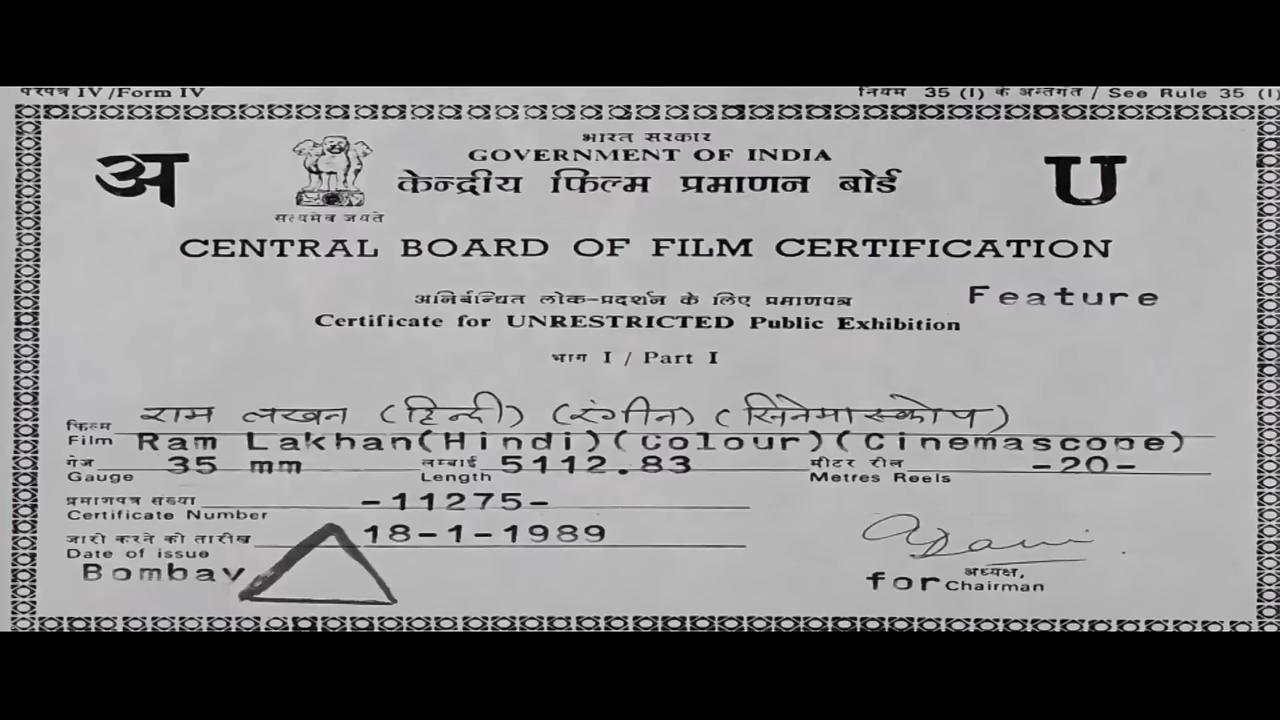 परिपत्र IV /Form IV
नियम 35 (I) के अन्तर्गत / See Rule 35 (I)
भारत सरकार
GOVERNMENT OF INDIA
अ
केन्द्रीय फिल्म प्रमाणन बोर्ड
U
सत्यमेव जयते
CENTRAL BOARD OF FILM CERTIFICATION
अनिर्बन्धित लोक-प्रदर्शन के लिए प्रमाणपत्र
Feature
Certificate for UNRESTRICTED Public Exhibition
भाग I / Part I
फिल्म राम लखन (हिन्दी) (रंगीन) (सिनेमास्कोप)
Film Ram Lakhan(Hindi)(Colour)(Cinemascope)
गेज 35 mm लम्बाई 5112.83 मीटर रील -20-
Gauge Length Metres Reels
प्रमाणपत्र संख्या -11275-
Certificate Number
जारी करने की तारीख 18-1-1989
Date of issue
Bombay
अध्यक्ष,
for Chairman